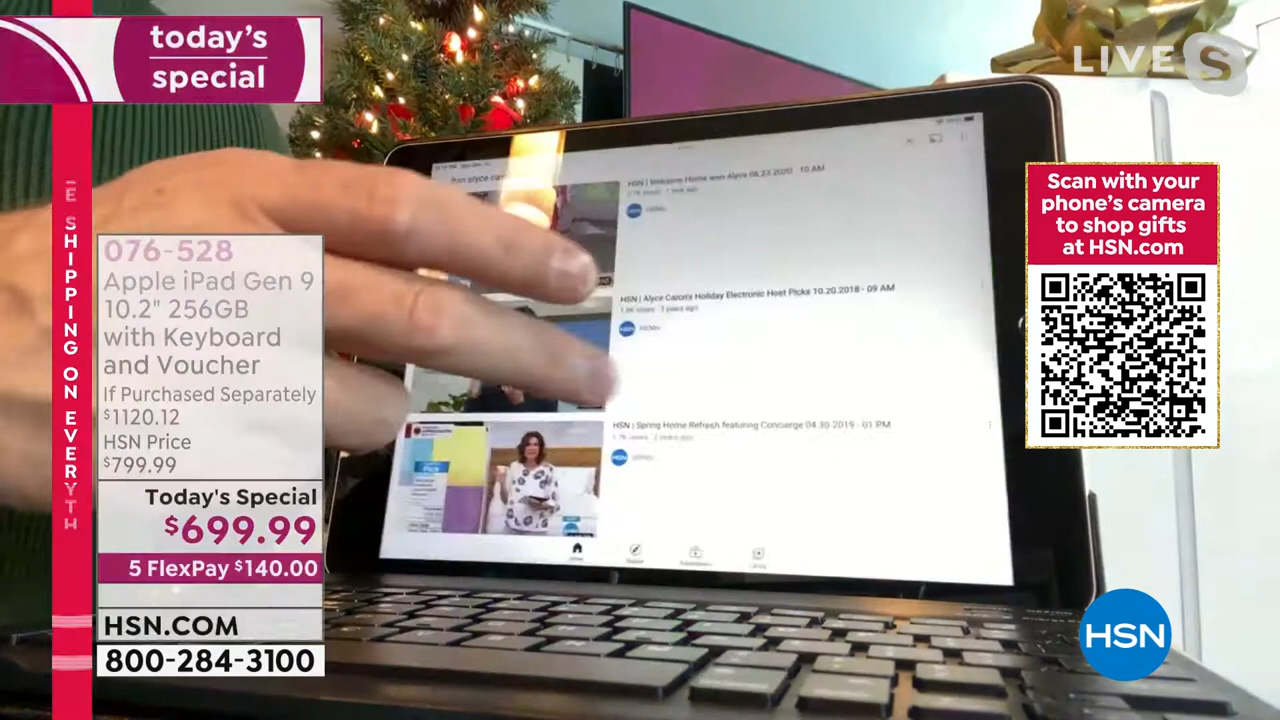 today's
special
LIVE S
E SHIPPING ON EVERYTH
076-528
Apple iPad Gen 9
10.2" 256GB
with Keyboard
and Voucher
If Purchased Separately
$1120.12
HSN Price
$799.99
Today's Special
$699.99
5 FlexPay $140.00
HSN.COM
800-284-3100
HSN | Welcome Home with Alyce 06.23.2020 - 10 AM
HSN | Alyce Caron's Holiday Electronic Host Picks 10.20.2018 - 09 AM
HSN
HSN | Spring Home Refresh featuring Concierge 04.30.2019 - 01 PM
HSN
Scan with your
phone's camera
to shop gifts
at HSN.com
HSN